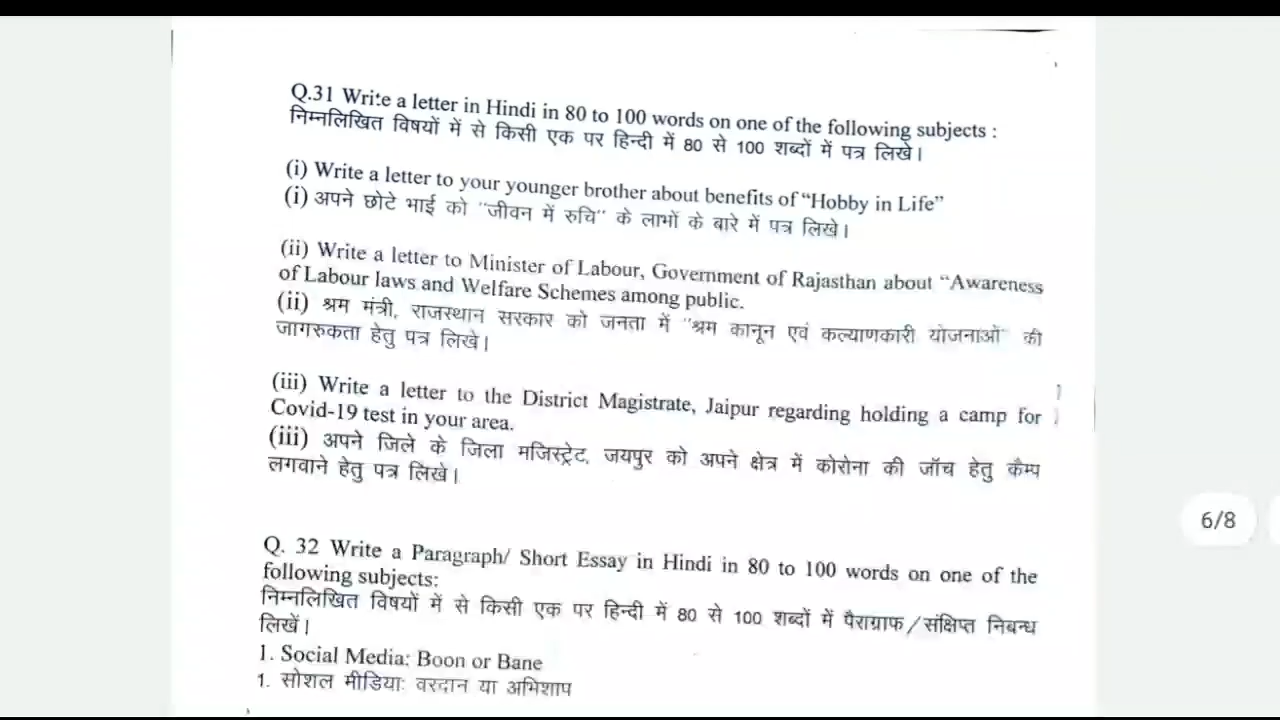 Q.31 Write a letter in Hindi in 80 to 100 words on one of the following subjects :
निम्नलिखित विषयों में से किसी एक पर हिन्दी में 80 से 100 शब्दों में पत्र लिखे।
(i) Write a letter to your younger brother about benefits of “Hobby in Life”
(i) अपने छोटे भाई को "जीवन में रुचि" के लाभों के बारे में पत्र लिखे।
(ii) Write a letter to Minister of Labour, Government of Rajasthan about “Awareness
of Labour laws and Welfare Schemes among public.
(ii) श्रम मंत्री, राजस्थान सरकार को जनता में "श्रम कानून एवं कल्याणकारी योजनाओं" की
जागरुकता हेतु पत्र लिखे।
(iii) Write a letter to the District Magistrate, Jaipur regarding holding a camp for
Covid-19 test in your area.
(iii) अपने जिले के जिला मजिस्ट्रेट, जयपुर को अपने क्षेत्र में कोरोना की जॉच हेतु कैम्प
लगवाने हेतु पत्र लिखे।
6/8
Q. 32 Write a Paragraph/ Short Essay in Hindi in 80 to 100 words on one of the
following subjects:
निम्नलिखित विषयों में से किसी एक पर हिन्दी में 80 से 100 शब्दों में पैराग्राफ/संक्षिप्त निबन्ध
लिखें।
1. Social Media: Boon or Bane
1. सोशल मीडियाः वरदान या अभिशाप